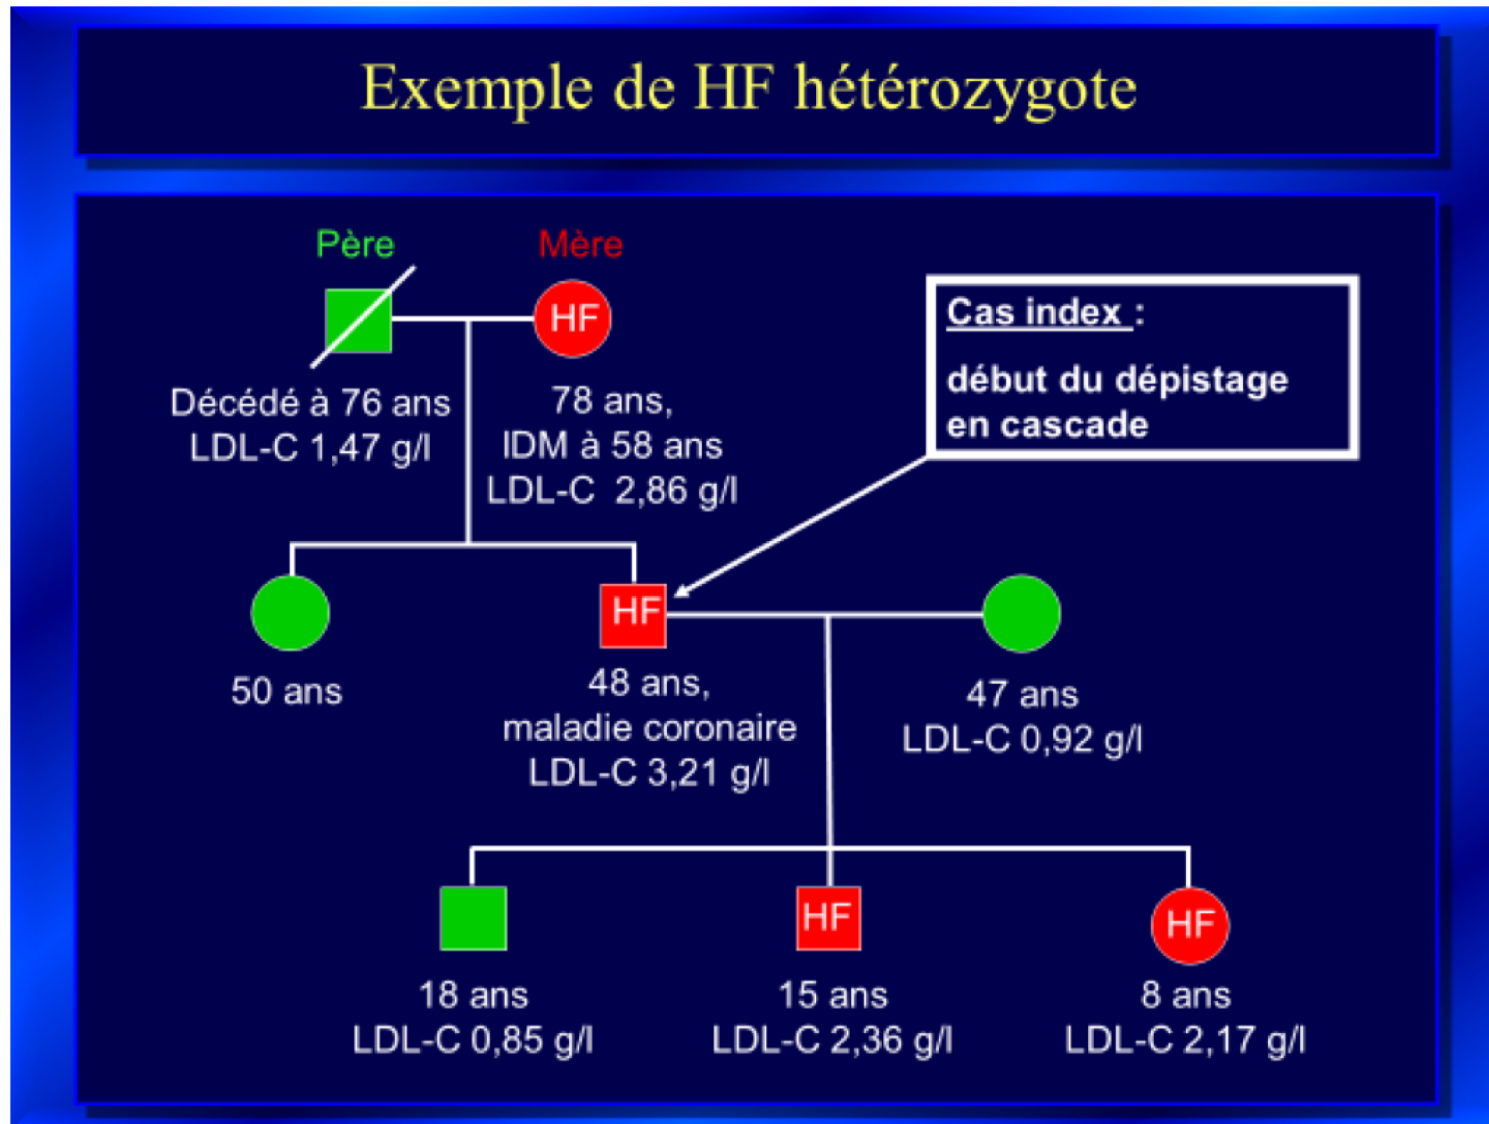 Exemple de HF hétérozygote
Père
Mère
HF
Décédé à 76 ans
LDL-C 1,47 g/l
78 ans,
IDM à 58 ans
LDL-C 2,86 g/l
Cas index :
début du dépistage
en cascade
HF
50 ans
48 ans,
maladie coronaire
LDL-C 3,21 g/l
47 ans
LDL-C 0,92 g/l
HF
HF
18 ans
LDL-C 0,85 g/l
15 ans
LDL-C 2,36 g/l
8 ans
LDL-C 2,17 g/l